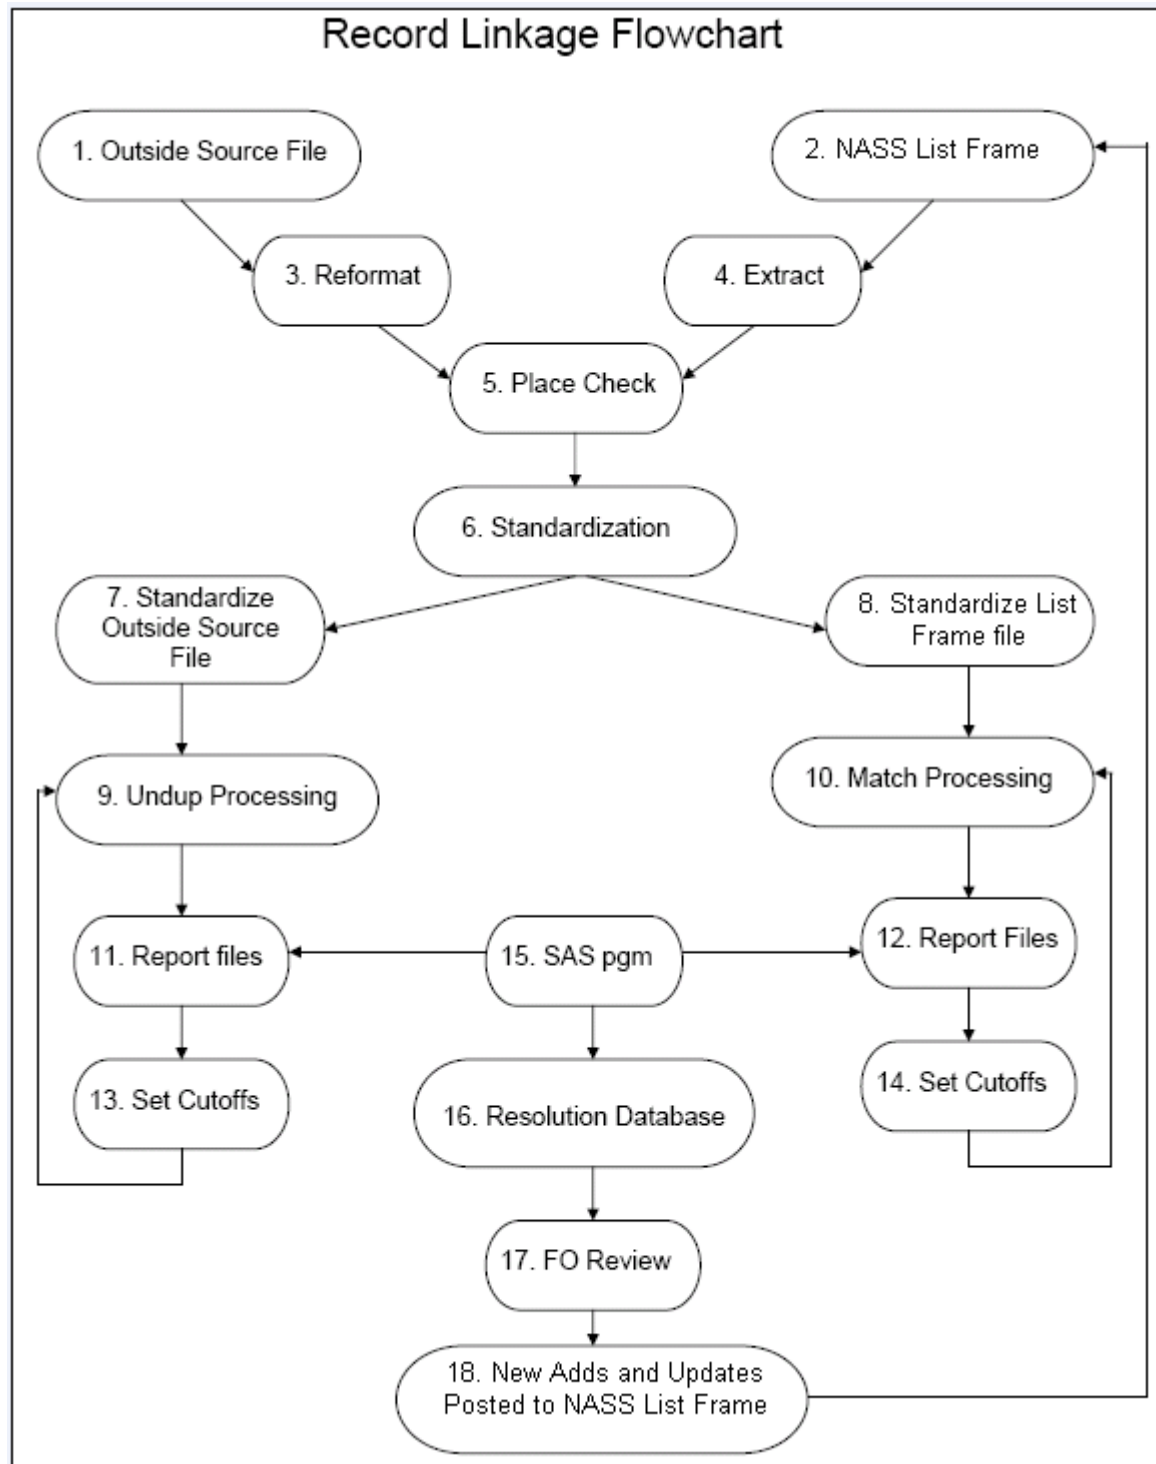 Record Linkage Flowchart
1. Outside Source File
2. NASS List Frame
3. Reformat
4. Extract
5. Place Check
6. Standardization
7. Standardize
Outside Source
File
8. Standardize List
Frame file
9. Undup Processing
10. Match Processing
11. Report files
15. SAS pgm
12. Report Files
13. Set Cutoffs
16. Resolution Database
14. Set Cutoffs
17. FO Review
18. New Adds and Updates
Posted to NASS List Frame